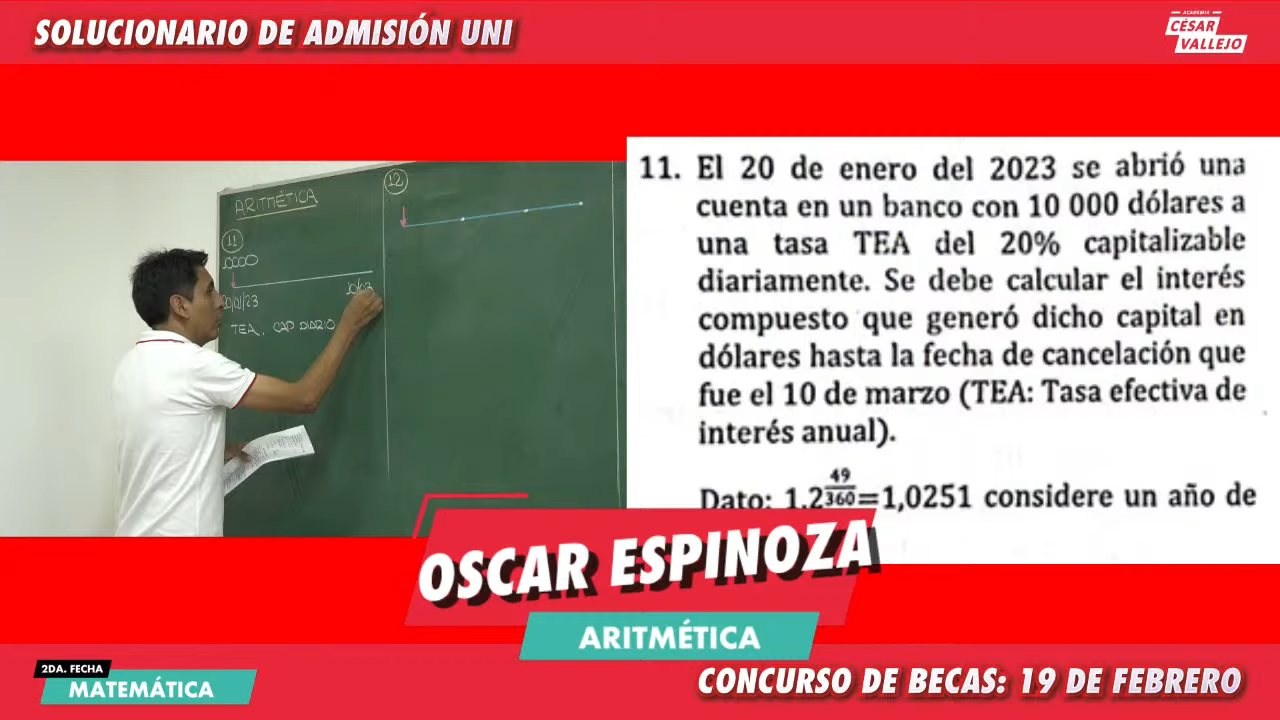 SOLUCIONARIO DE ADMISIÓN UNI
ACADEMIA
CÉSAR
VALLEJO
ARITMÉTICA
11
10000
20/01/23
10/03
TEA, CAP DIARIO
12
11. El 20 de enero del 2023 se abrió una
cuenta en un banco con 10 000 dólares a
una tasa TEA del 20% capitalizable
diariamente. Se debe calcular el interés
compuesto que generó dicho capital en
dólares hasta la fecha de cancelación que
fue el 10 de marzo (TEA: Tasa efectiva de
interés anual).
Dato: 1,2^(49/360)=1,0251 considere un año de
OSCAR ESPINOZA
ARITMÉTICA
2DA. FECHA
MATEMÁTICA
CONCURSO DE BECAS: 19 DE FEBRERO